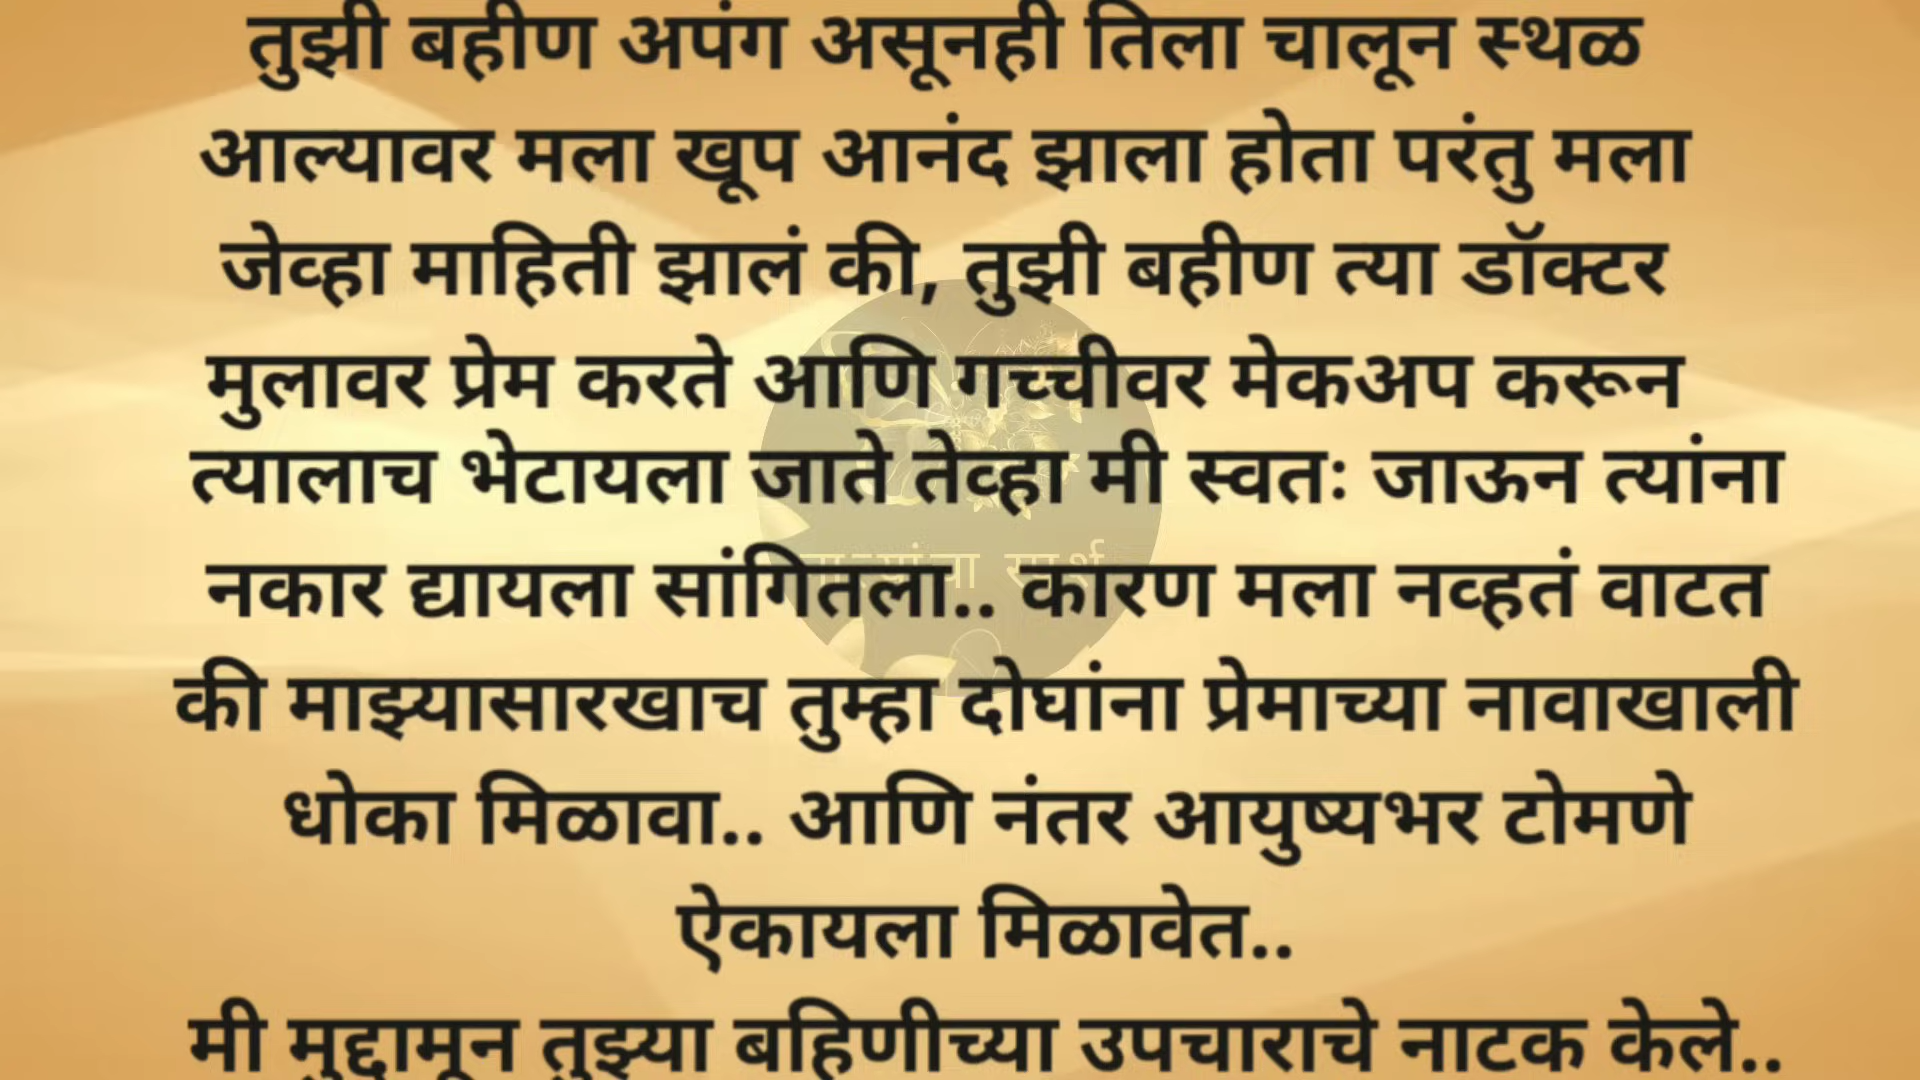 तुझी बहीण अपंग असूनही तिला चालून स्थळ
आल्यावर मला खूप आनंद झाला होता परंतु मला
जेव्हा माहिती झालं की, तुझी बहीण त्या डॉक्टर
मुलावर प्रेम करते आणि गच्चीवर मेकअप करून
त्यालाच भेटायला जाते तेव्हा मी स्वतः जाऊन त्यांना
नकार द्यायला सांगितला.. कारण मला नव्हतं वाटत
की माझ्यासारखाच तुम्हा दोघांना प्रेमाच्या नावाखाली
धोका मिळावा.. आणि नंतर आयुष्यभर टोमणे
ऐकायला मिळावेत..
मी मुद्दामून तुझ्या बहिणीच्या उपचाराचे नाटक केले..